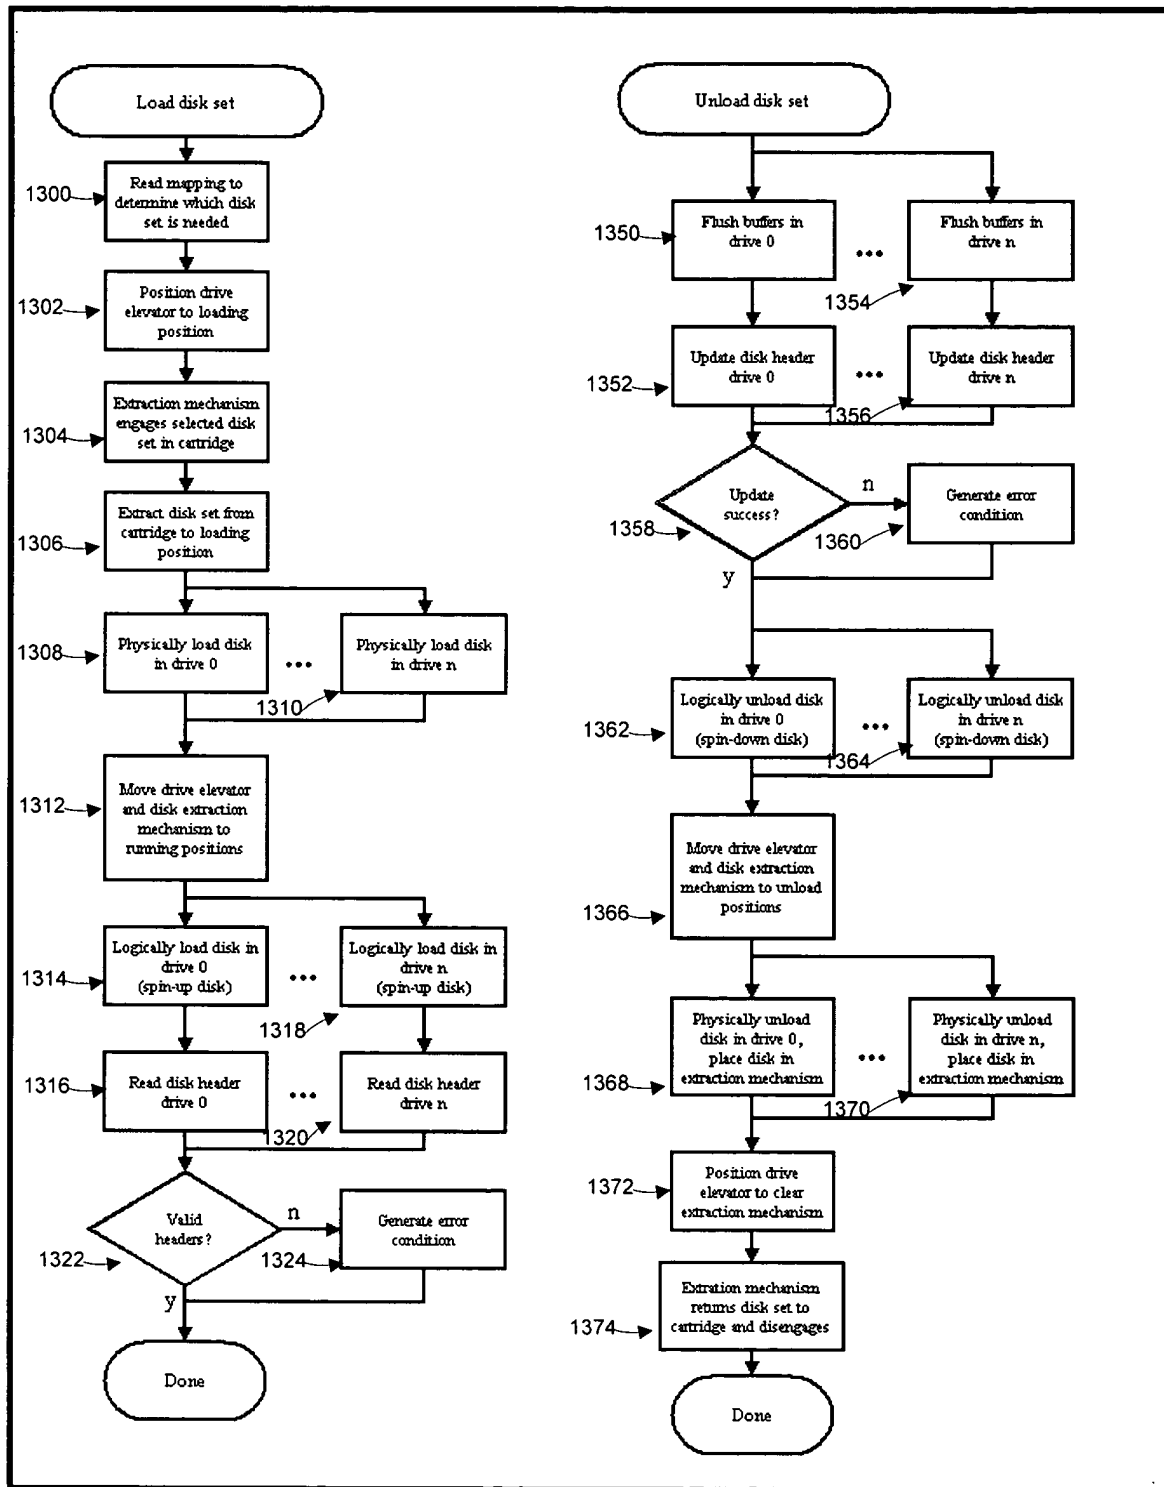 Load disk set
1300
Read mapping to
determine which disk
set is needed
1302
Position drive
elevator to loading
position
1304
Extraction mechanism
engages selected disk
set in cartridge
1306
Extract disk set from
cartridge to loading
position
1308
Physically load disk
in drive 0
...
1310
Physically load disk
in drive n
1312
Move drive elevator
and disk extraction
mechanism to
running positions
1314
Logically load disk in
drive 0
(spin-up disk)
...
1318
Logically load disk in
drive n
(spin-up disk)
1316
Read disk header
drive 0
...
1320
Read disk header
drive n
1322
Valid
headers?
n
1324
Generate error
condition
y
Done
Unload disk set
1350
Flush buffers in
drive 0
...
1354
Flush buffers in
drive n
1352
Update disk header
drive 0
...
1356
Update disk header
drive n
1358
Update
success?
n
1360
Generate error
condition
y
1362
Logically unload disk
in drive 0
(spin-down disk)
...
1364
Logically unload disk
in drive n
(spin-down disk)
1366
Move drive elevator
and disk extraction
mechanism to unload
positions
1368
Physically unload
disk in drive 0,
place disk in
extraction mechanism
...
1370
Physically unload
disk in drive n,
place disk in
extraction mechanism
1372
Position drive
elevator to clear
extraction mechanism
1374
Extration mechanism
returns disk set to
cartridge and disengages
Done